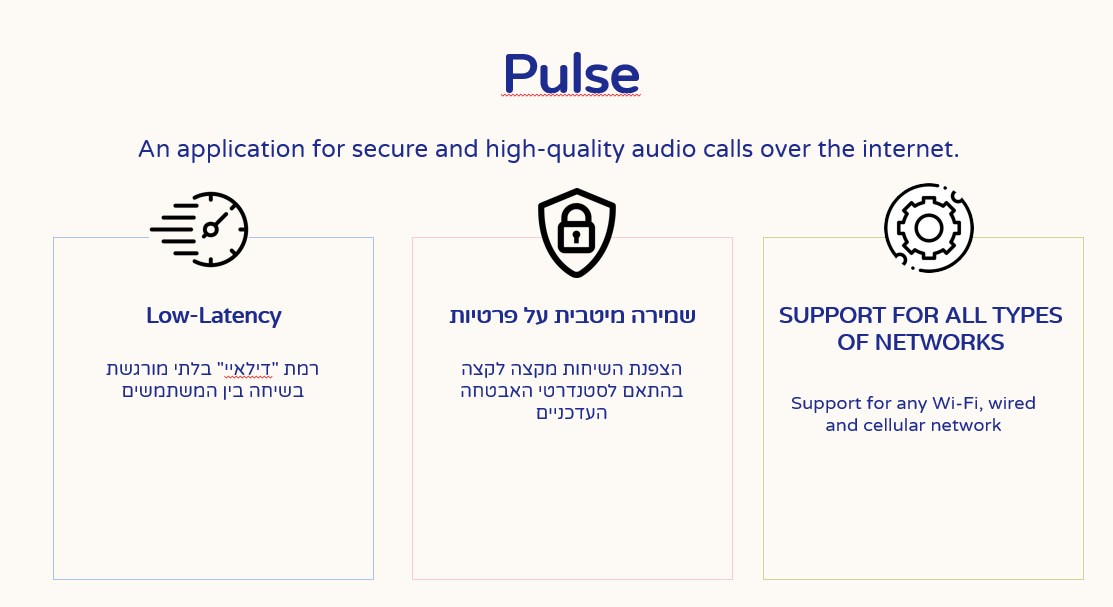 Pulse
An application for secure and high-quality audio calls over the internet.
Low-Latency
רמת "דילאיי" בלתי מורגשת
בשיחה בין המשתמשים
שמירה מיטבית על פרטיות
הצפנת השיחות מקצה לקצה
בהתאם לסטנדרטי האבטחה
העדכניים
SUPPORT FOR ALL TYPES
OF NETWORKS
Support for any Wi-Fi, wired
and cellular network